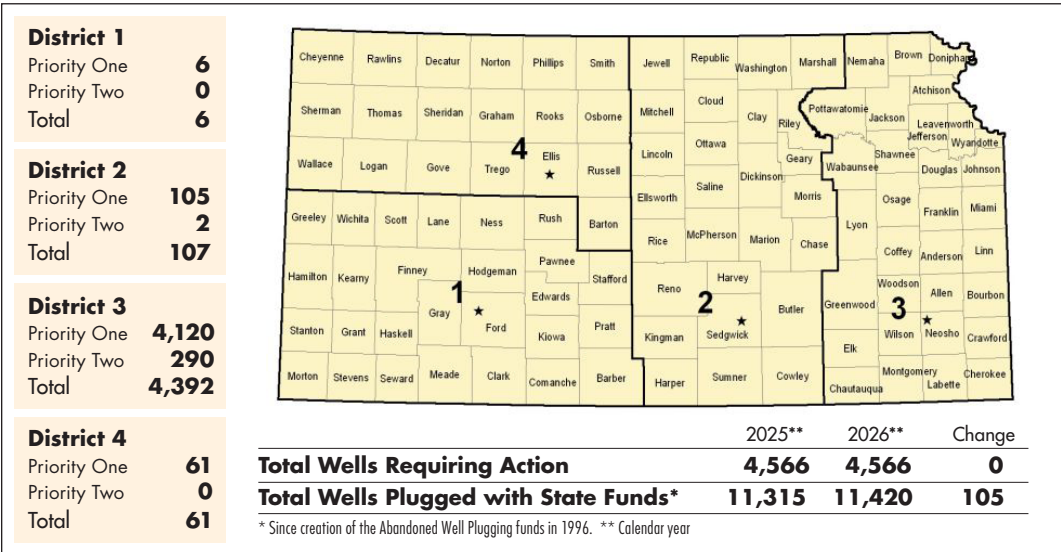 District 1
Priority One 6
Priority Two 0
Total 6
District 2
Priority One 105
Priority Two 2
Total 107
District 3
Priority One 4,120
Priority Two 290
Total 4,392
District 4
Priority One 61
Priority Two 0
Total 61
Cheyenne Rawlins Decatur Norton Phillips Smith Jewell Republic Washington Marshall Nemaha Brown Doniphan
Sherman Thomas Sheridan Graham Rooks Osborne Mitchell Cloud Clay Riley Pottawatomie Jackson Atchison
Leavenworth
Jefferson Wyandotte
Wallace Logan Gove Trego 4 Ellis Russell Lincoln Ottawa Dickinson Geary Wabaunsee Shawnee Douglas Johnson
Ellsworth Saline Morris Osage
Greeley Wichita Scott Lane Ness Rush Barton Rice McPherson Marion Chase Lyon Franklin Miami
Coffey Anderson Linn
Hamilton Kearny Finney Hodgeman Pawnee Stafford Harvey
1 Gray Ford Edwards Reno 2 Sedgwick Butler Greenwood Woodson Allen Bourbon
3
Stanton Grant Haskell Kiowa Pratt Kingman Elk Wilson Neosho Crawford
Morton Stevens Seward Meade Clark Comanche Barber Harper Sumner Cowley Chautauqua Montgomery Labette Cherokee
2025** 2026** Change
Total Wells Requiring Action 4,566 4,566 0
Total Wells Plugged with State Funds* 11,315 11,420 105
* Since creation of the Abandoned Well Plugging funds in 1996. ** Calendar year